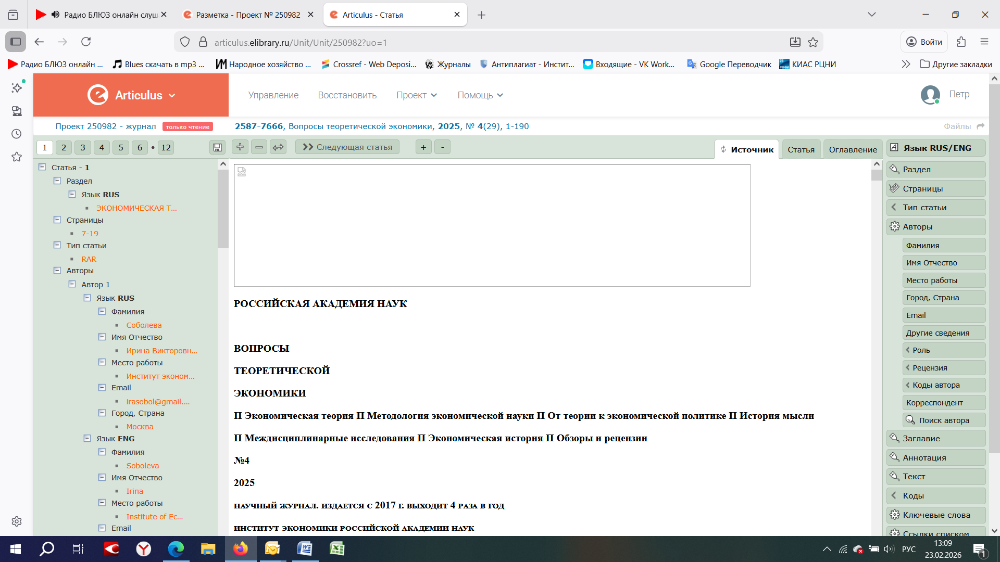 Радио БЛЮЗ онлайн слуш
Разметка - Проект № 250982
Articulus - Статья
articulus.elibrary.ru/Unit/Unit/250982?uo=1
Войти
Радио БЛЮЗ онлайн ...
Blues скачать в mp3 ...
Народное хозяйство ...
Crossref - Web Deposi...
Журналы
Антиплагиат - Инстит...
Входящие - VK Work...
Google Переводчик
КИАС РЦНИ
Другие закладки
Articulus
Управление
Восстановить
Проект
Помощь
Петр
Проект 250982 - журнал
только чтение
2587-7666, Вопросы теоретической экономики, 2025, № 4(29), 1-190
Файлы
1 2 3 4 5 6 • 12
Следующая статья
+ -
Источник
Статья
Оглавление
Язык RUS/ENG
Статья - 1
Раздел
Язык RUS
ЭКОНОМИЧЕСКАЯ Т...
Страницы
7-19
Тип статьи
RAR
Авторы
Автор 1
Язык RUS
Фамилия
Соболева
Имя Отчество
Ирина Викторовн...
Место работы
Институт эконом...
Email
irasobol@gmail....
Город, Страна
Москва
Язык ENG
Фамилия
Soboleva
Имя Отчество
Irina
Место работы
Institute of Ec...
Email
РОССИЙСКАЯ АКАДЕМИЯ НАУК
ВОПРОСЫ
ТЕОРЕТИЧЕСКОЙ
ЭКОНОМИКИ
П Экономическая теория П Методология экономической науки П От теории к экономической политике П История мысли
П Междисциплинарные исследования П Экономическая история П Обзоры и рецензии
№4
2025
НАУЧНЫЙ ЖУРНАЛ. ИЗДАЕТСЯ С 2017 Г. ВЫХОДИТ 4 РАЗА В ГОД
ИНСТИТУТ ЭКОНОМИКИ РОССИЙСКОЙ АКАДЕМИИ НАУК
Раздел
Страницы
Тип статьи
Авторы
Фамилия
Имя Отчество
Место работы
Город, Страна
Email
Другие сведения
Роль
Рецензия
Коды автора
Корреспондент
Поиск автора
Заглавие
Аннотация
Текст
Коды
Ключевые слова
Ссылки списком
РУС
13:09
23.02.2026
1